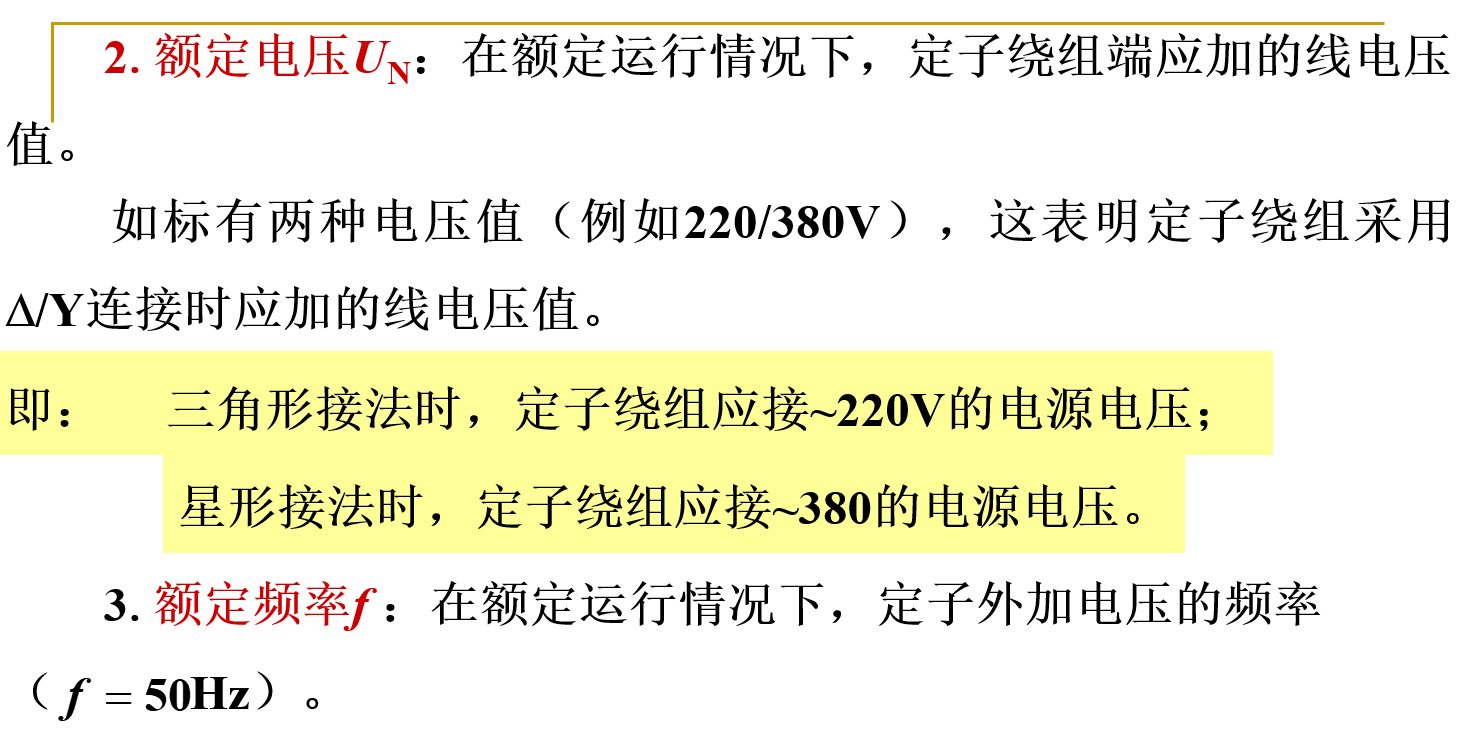 2. 额定电压UN：在额定运行情况下，定子绕组端应加的线电压
值。
如标有两种电压值（例如220/380V），这表明定子绕组采用
Δ/Y连接时应加的线电压值。
即： 三角形接法时，定子绕组应接~220V的电源电压；
星形接法时，定子绕组应接~380的电源电压。
3. 额定频率f：在额定运行情况下，定子外加电压的频率
（f = 50Hz）。